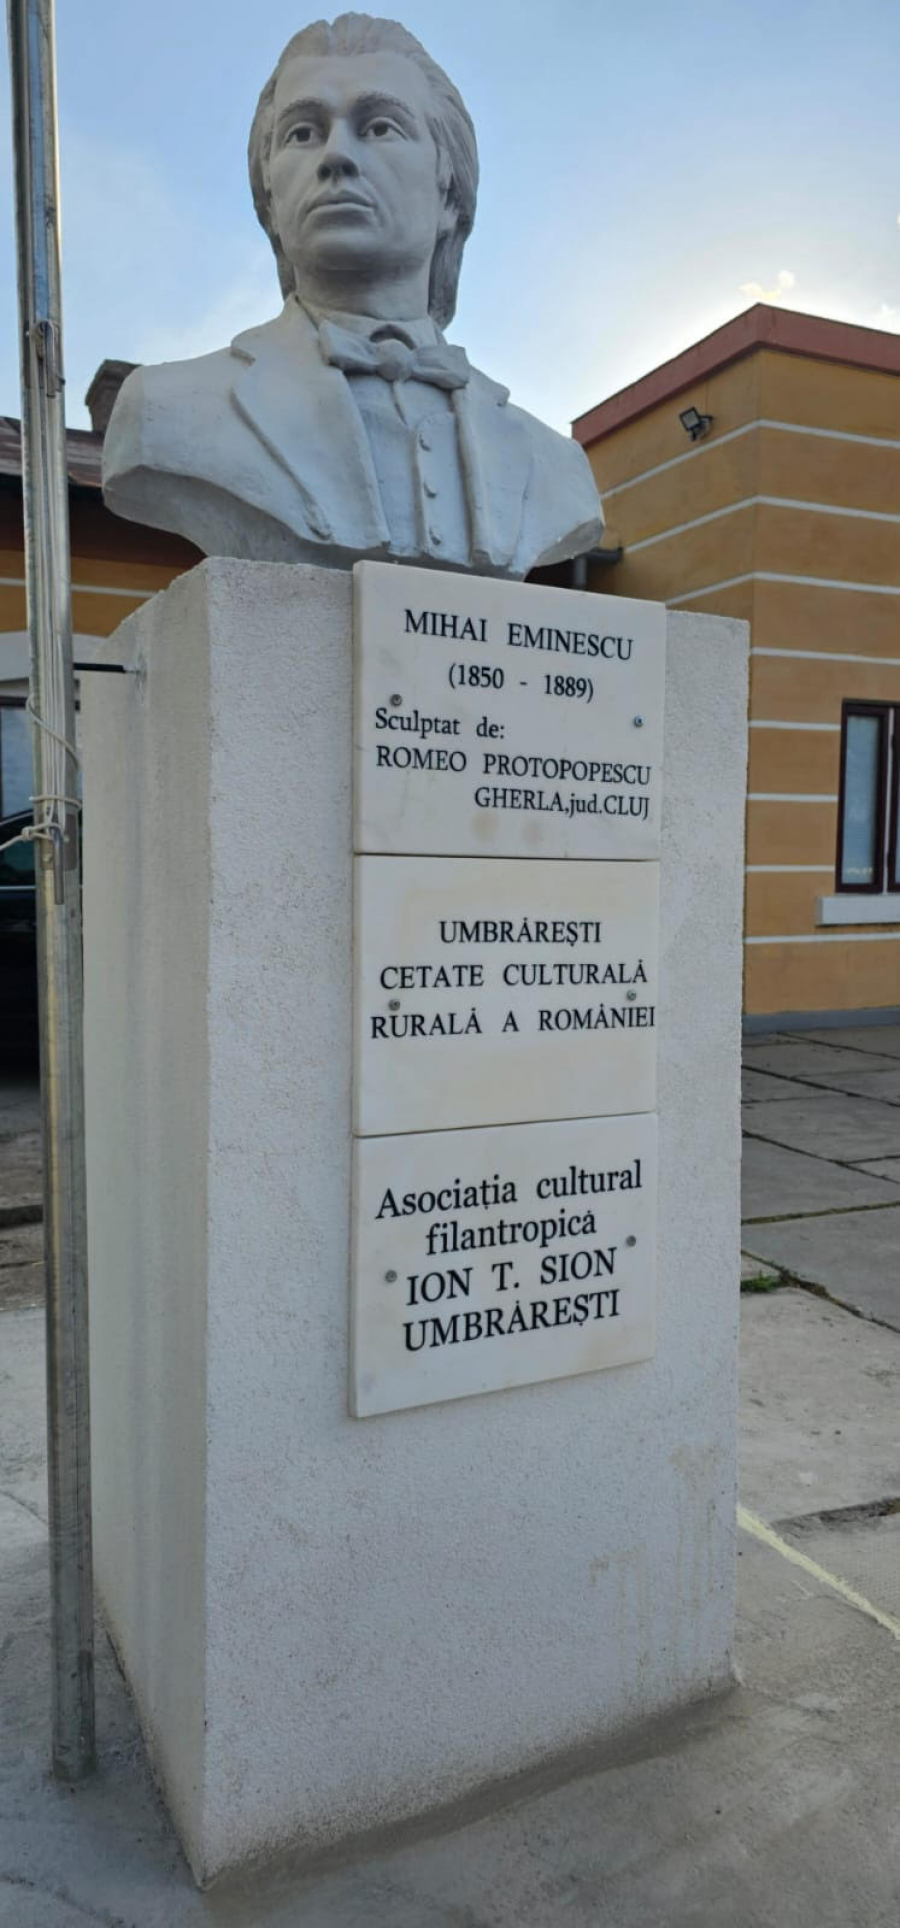 MIHAI EMINESCU
(1850 - 1889)
Sculptat de:
ROMEO PROTOPOPESCU
GHERLA,jud.CLUJ
UMBRĂREȘTI
CETATE CULTURALĂ
RURALĂ A ROMÂNIEI
Asociația cultural
filantropică
ION T. SION
UMBRĂREȘTI